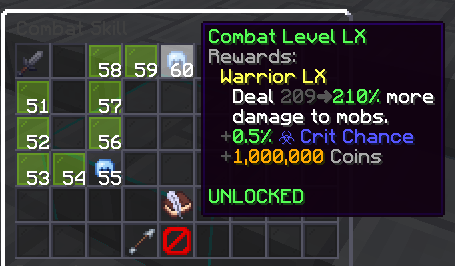 Combat Skill
58 59 60
51 57
52 56
53 54 55
Combat Level LX
Rewards:
Warrior LX
Deal 209➜210% more
damage to mobs.
+0.5% ☠ Crit Chance
+1,000,000 Coins
UNLOCKED